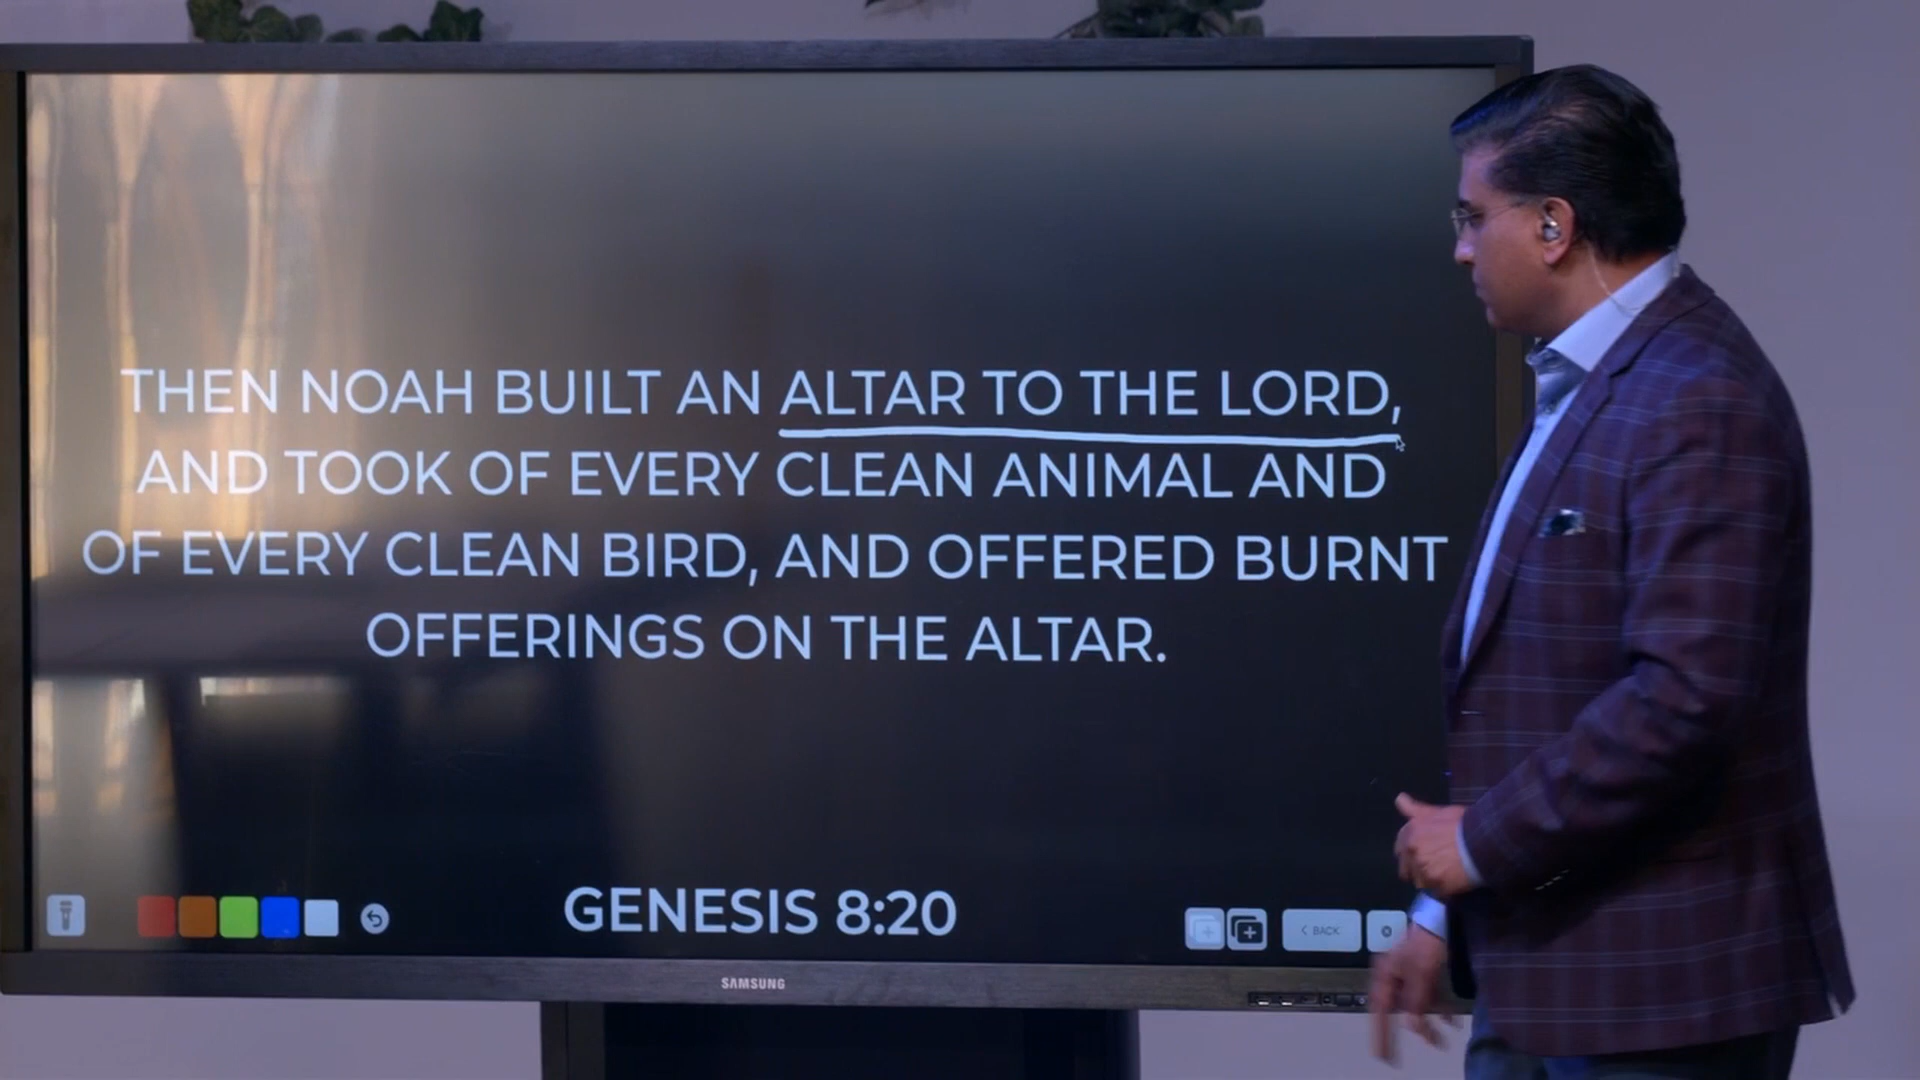 THEN NOAH BUILT AN ALTAR TO THE LORD,
AND TOOK OF EVERY CLEAN ANIMAL AND
OF EVERY CLEAN BIRD, AND OFFERED BURNT
OFFERINGS ON THE ALTAR.
GENESIS 8:20
< BACK
SAMSUNG